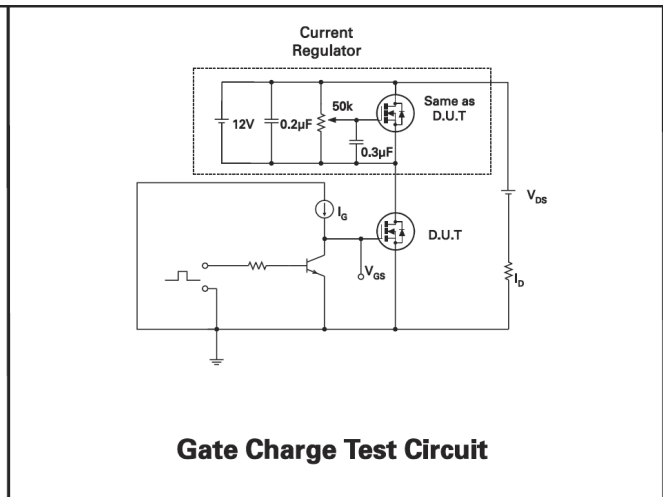 Current
Regulator
12V
0.2µF
50k
Same as
D.U.T
0.3µF
I_G
D.U.T
V_DS
V_GS
I_D
Gate Charge Test Circuit